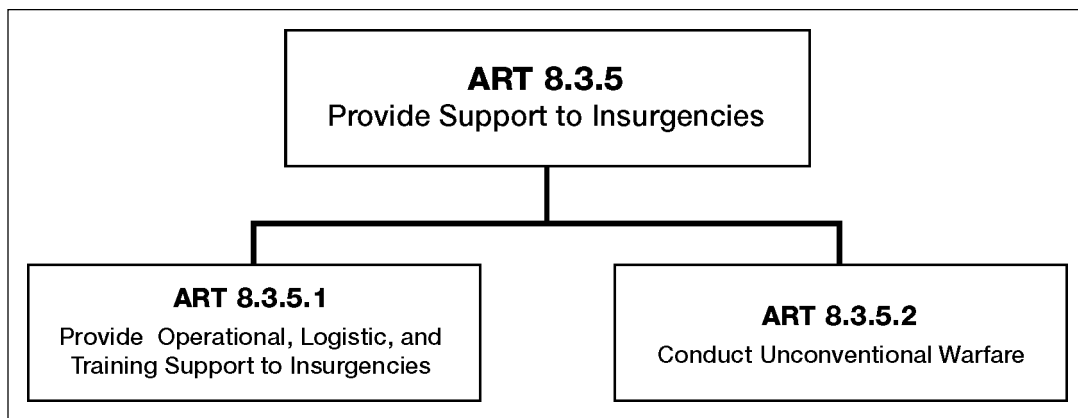 ART 8.3.5
Provide Support to Insurgencies
ART 8.3.5.1
Provide Operational, Logistic, and
Training Support to Insurgencies
ART 8.3.5.2
Conduct Unconventional Warfare